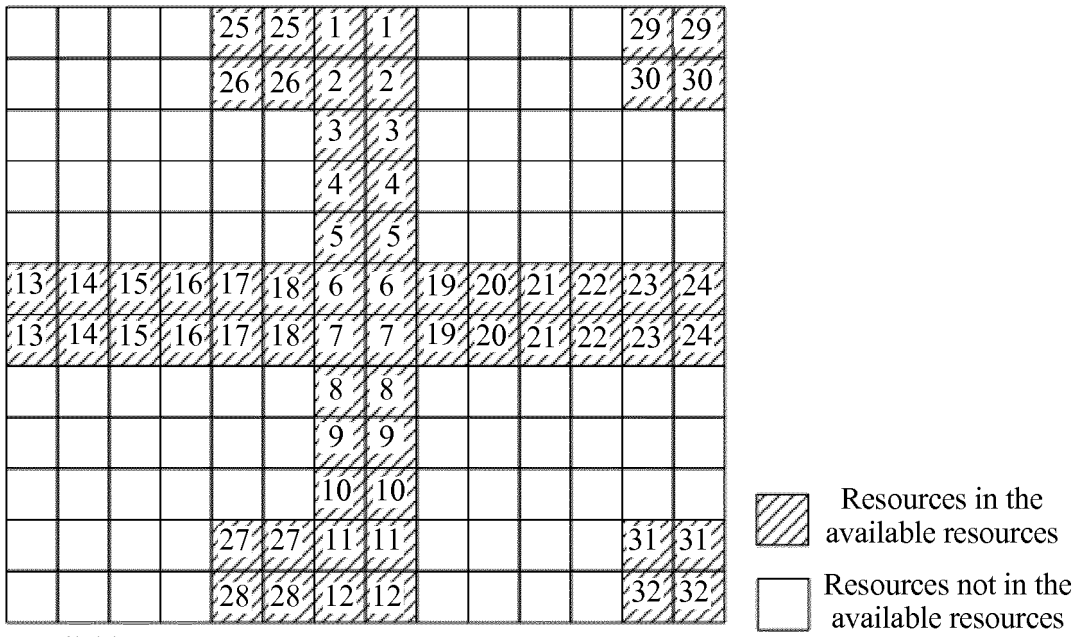 25 25 1 1 29 29
26 26 2 2 30 30
3 3
4 4
5 5
13 14 15 16 17 18 6 6 19 20 21 22 23 24
13 14 15 16 17 18 7 7 19 20 21 22 23 24
8 8
9 9
10 10
27 27 11 11 31 31
28 28 12 12 32 32
Resources in the
available resources
Resources not in the
available resources